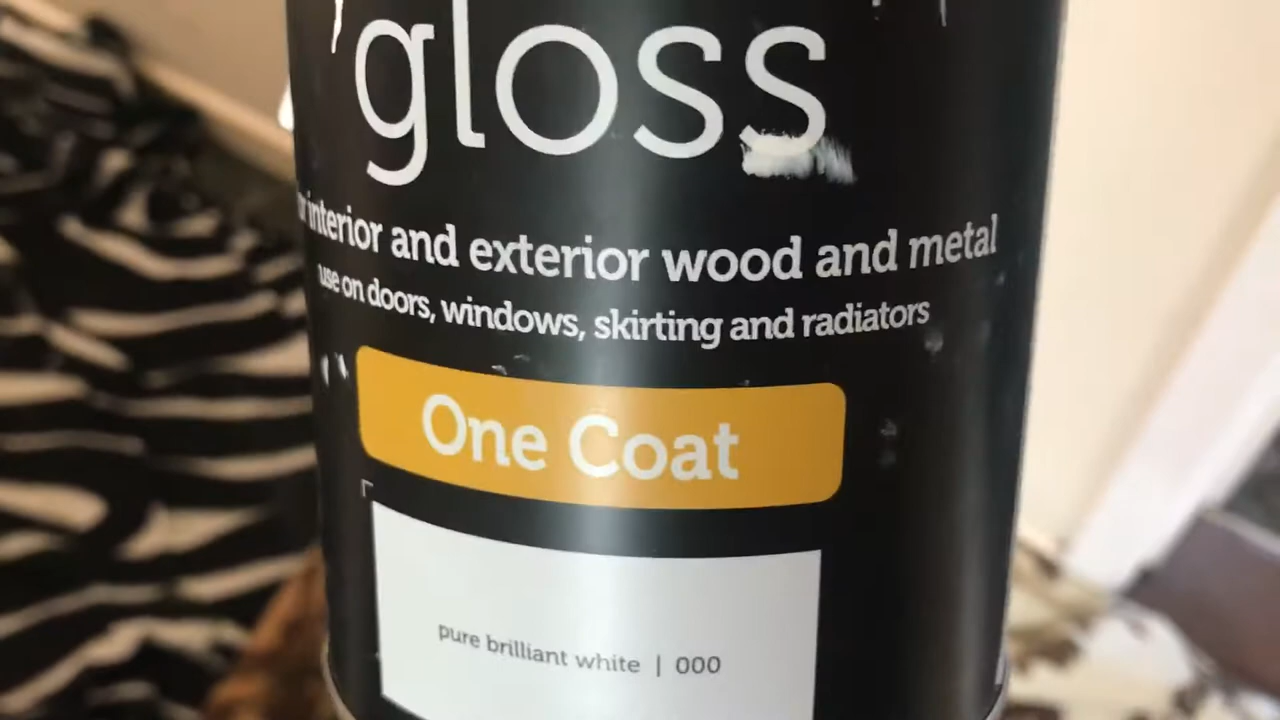 gloss
interior and exterior wood and metal
use on doors, windows, skirting and radiators
One Coat
pure brilliant white | 000